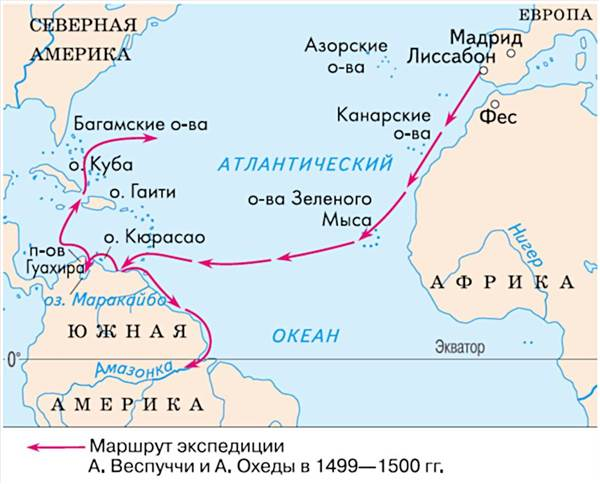 СЕВЕРНАЯ
АМЕРИКА
ЕВРОПА
Азорские
о-ва
Мадрид
Лиссабон
Фес
Канарские
о-ва
Багамские о-ва
о. Куба
АТЛАНТИЧЕСКИЙ
о. Гаити
о-ва Зеленого
Мыса
п-ов
Гуахира
о. Кюрасао
Нигер
оз. Маракайбо
АФРИКА
ЮЖНАЯ
ОКЕАН
Экватор
0°
Амазонка
АМЕРИКА
Маршрут экспедиции
А. Веспуччи и А. Охеды в 1499—1500 гг.